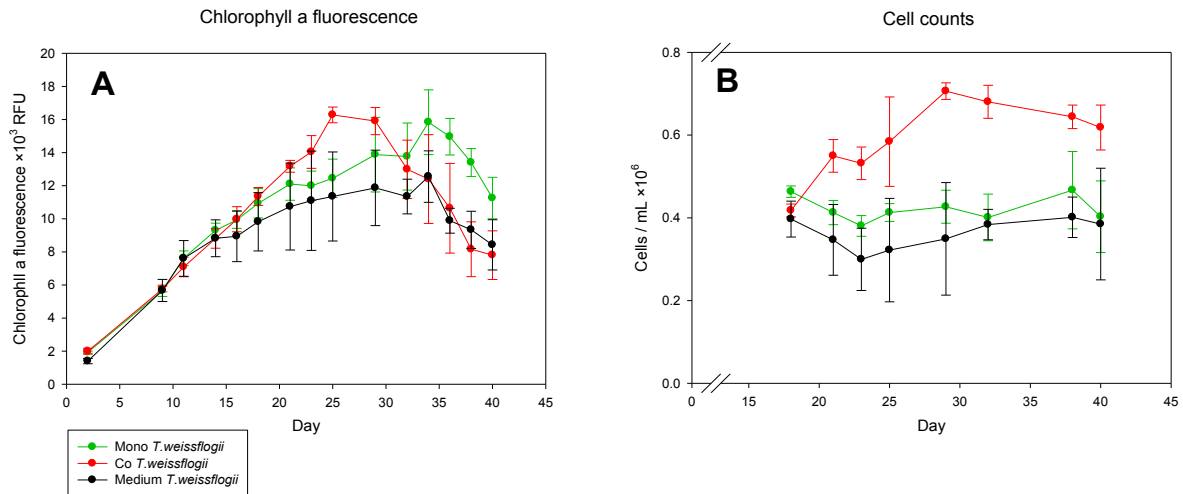 Chlorophyll a fluorescence
A
Chlorophill a fluorescence ×10³ RFU
20
18
16
14
12
10
8
6
4
2
0
0 5 10 15 20 25 30 35 40 45
Day
Mono T.weissflogii
Co T.weissflogii
Medium T.weissflogii
Cell counts
B
Cells / mL ×10⁶
0.8
0.6
0.4
0.2
0.0
0 15 20 25 30 35 40 45
Day